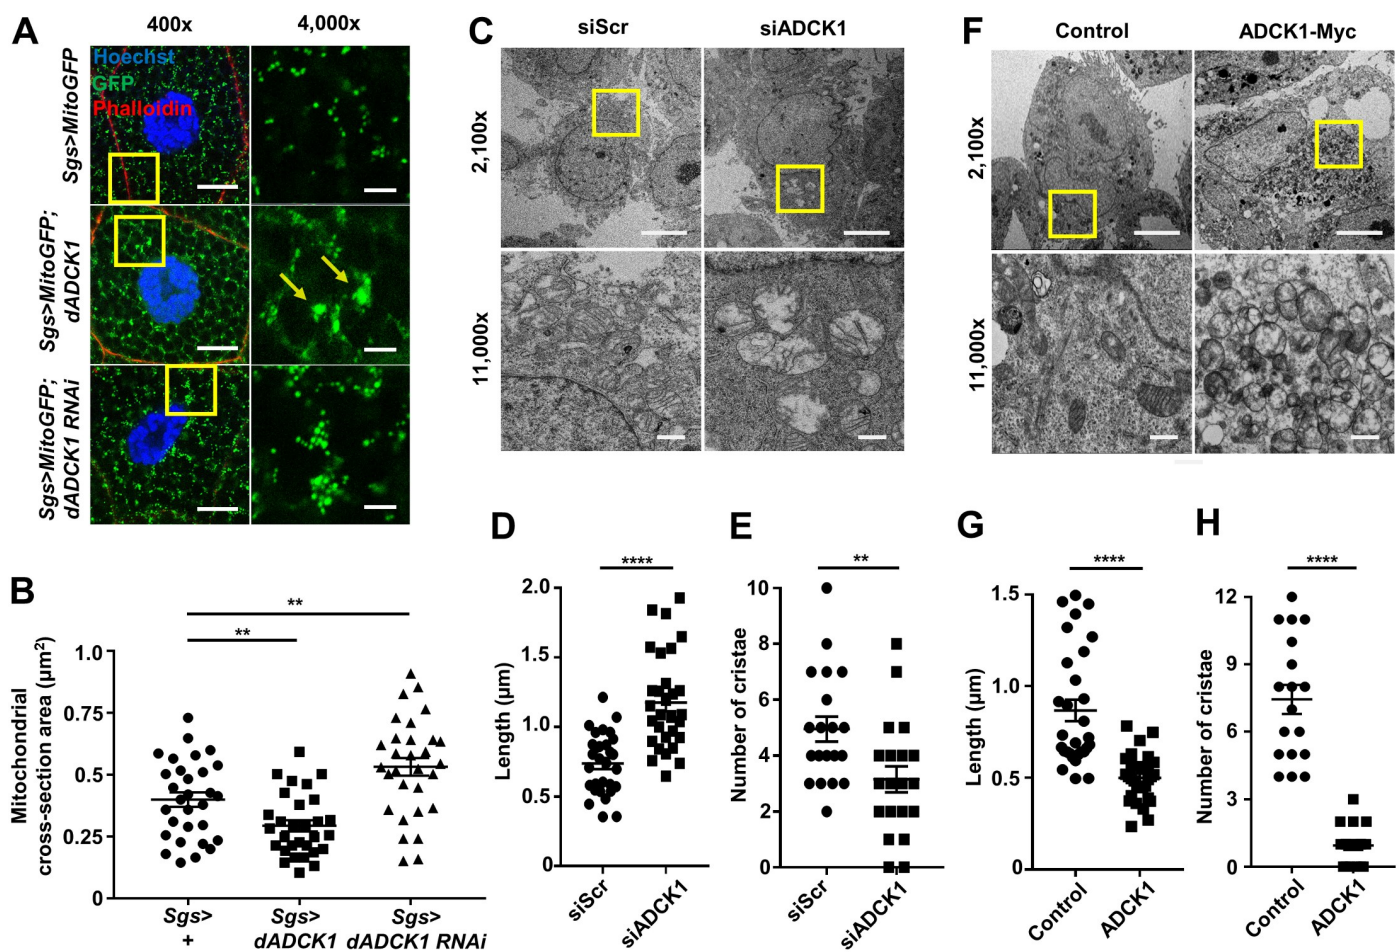 A
400x
4,000x
Sgs>MitoGFP
Hoechst
GFP
Phalloidin
Sgs>MitoGFP;
dADCK1
Sgs>MitoGFP;
dADCK1 RNAi
B
**
**
Mitochondrial
cross-section area (µm²)
1.0
0.75
0.5
0.25
0
Sgs>
+
Sgs>
dADCK1
Sgs>
dADCK1 RNAi
C
siScr
siADCK1
2,100x
11,000x
D
****
Length (µm)
2.0
1.5
1.0
0.5
0
siScr
siADCK1
E
**
Number of cristae
10
8
6
4
2
0
siScr
siADCK1
F
Control
ADCK1-Myc
2,100x
11,000x
G
****
Length (µm)
1.5
1.0
0.5
0
Control
ADCK1
H
****
Number of cristae
12
9
6
3
0
Control
ADCK1